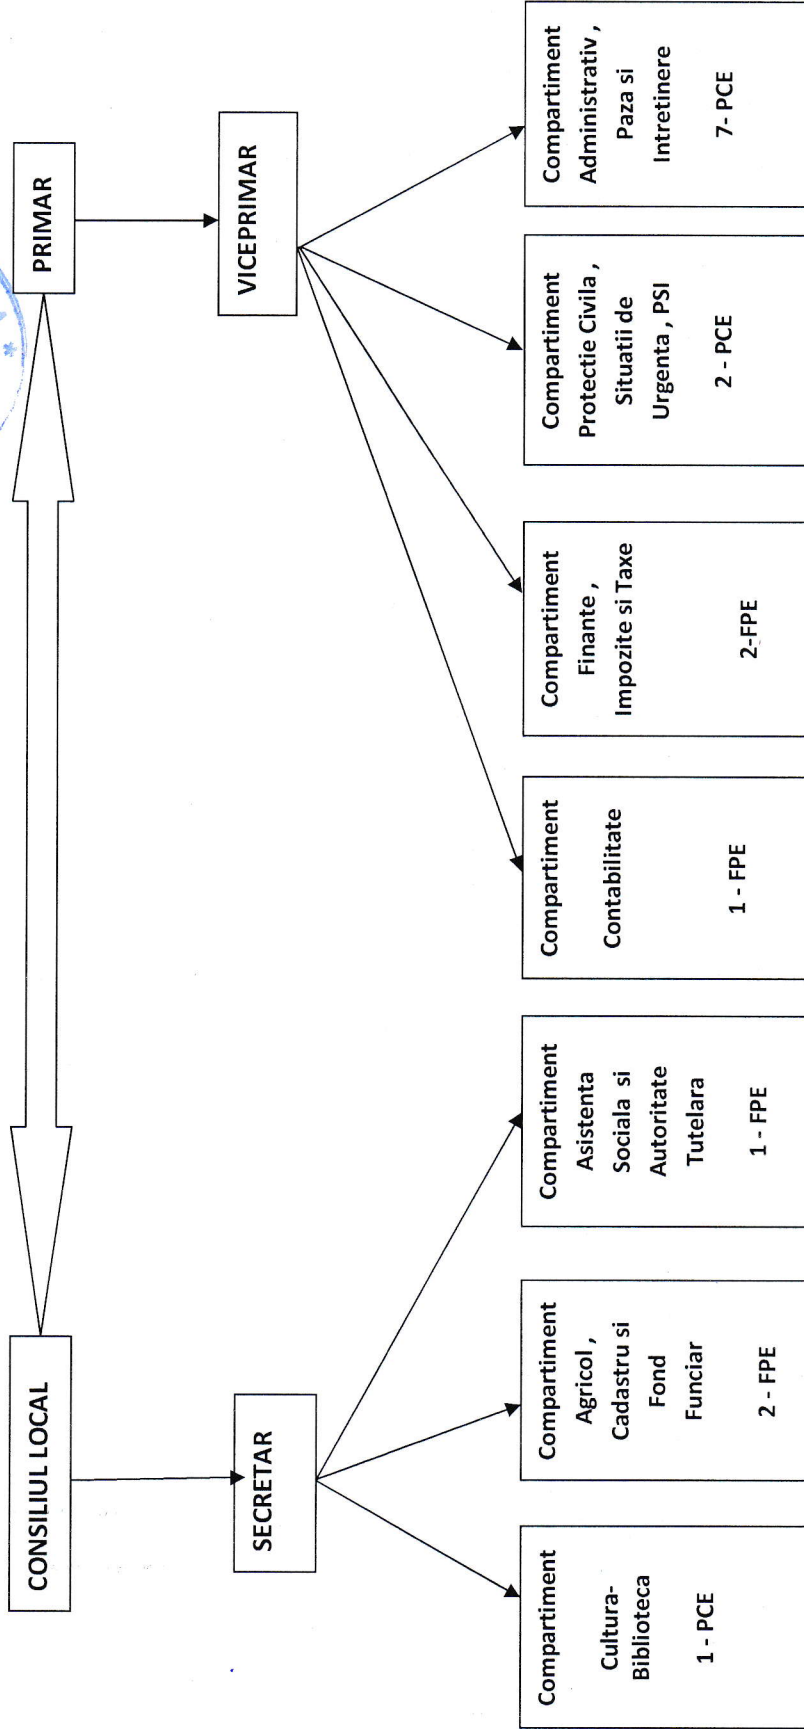 CONSILIUL LOCAL
PRIMAR
SECRETAR
VICEPRIMAR
Compartiment
Cultura-
Biblioteca
1 - PCE
Compartiment
Agricol ,
Cadastru si
Fond
Funciar
2 - FPE
Compartiment
Asistenta
Sociala si
Autoritate
Tutelara
1 - FPE
Compartiment
Contabilitate
1 - FPE
Compartiment
Finante ,
Impozite si Taxe
2-FPE
Compartiment
Protectie Civila ,
Situatii de
Urgenta , PSI
2 - PCE
Compartiment
Administrativ ,
Paza si
Intretinere
7- PCE